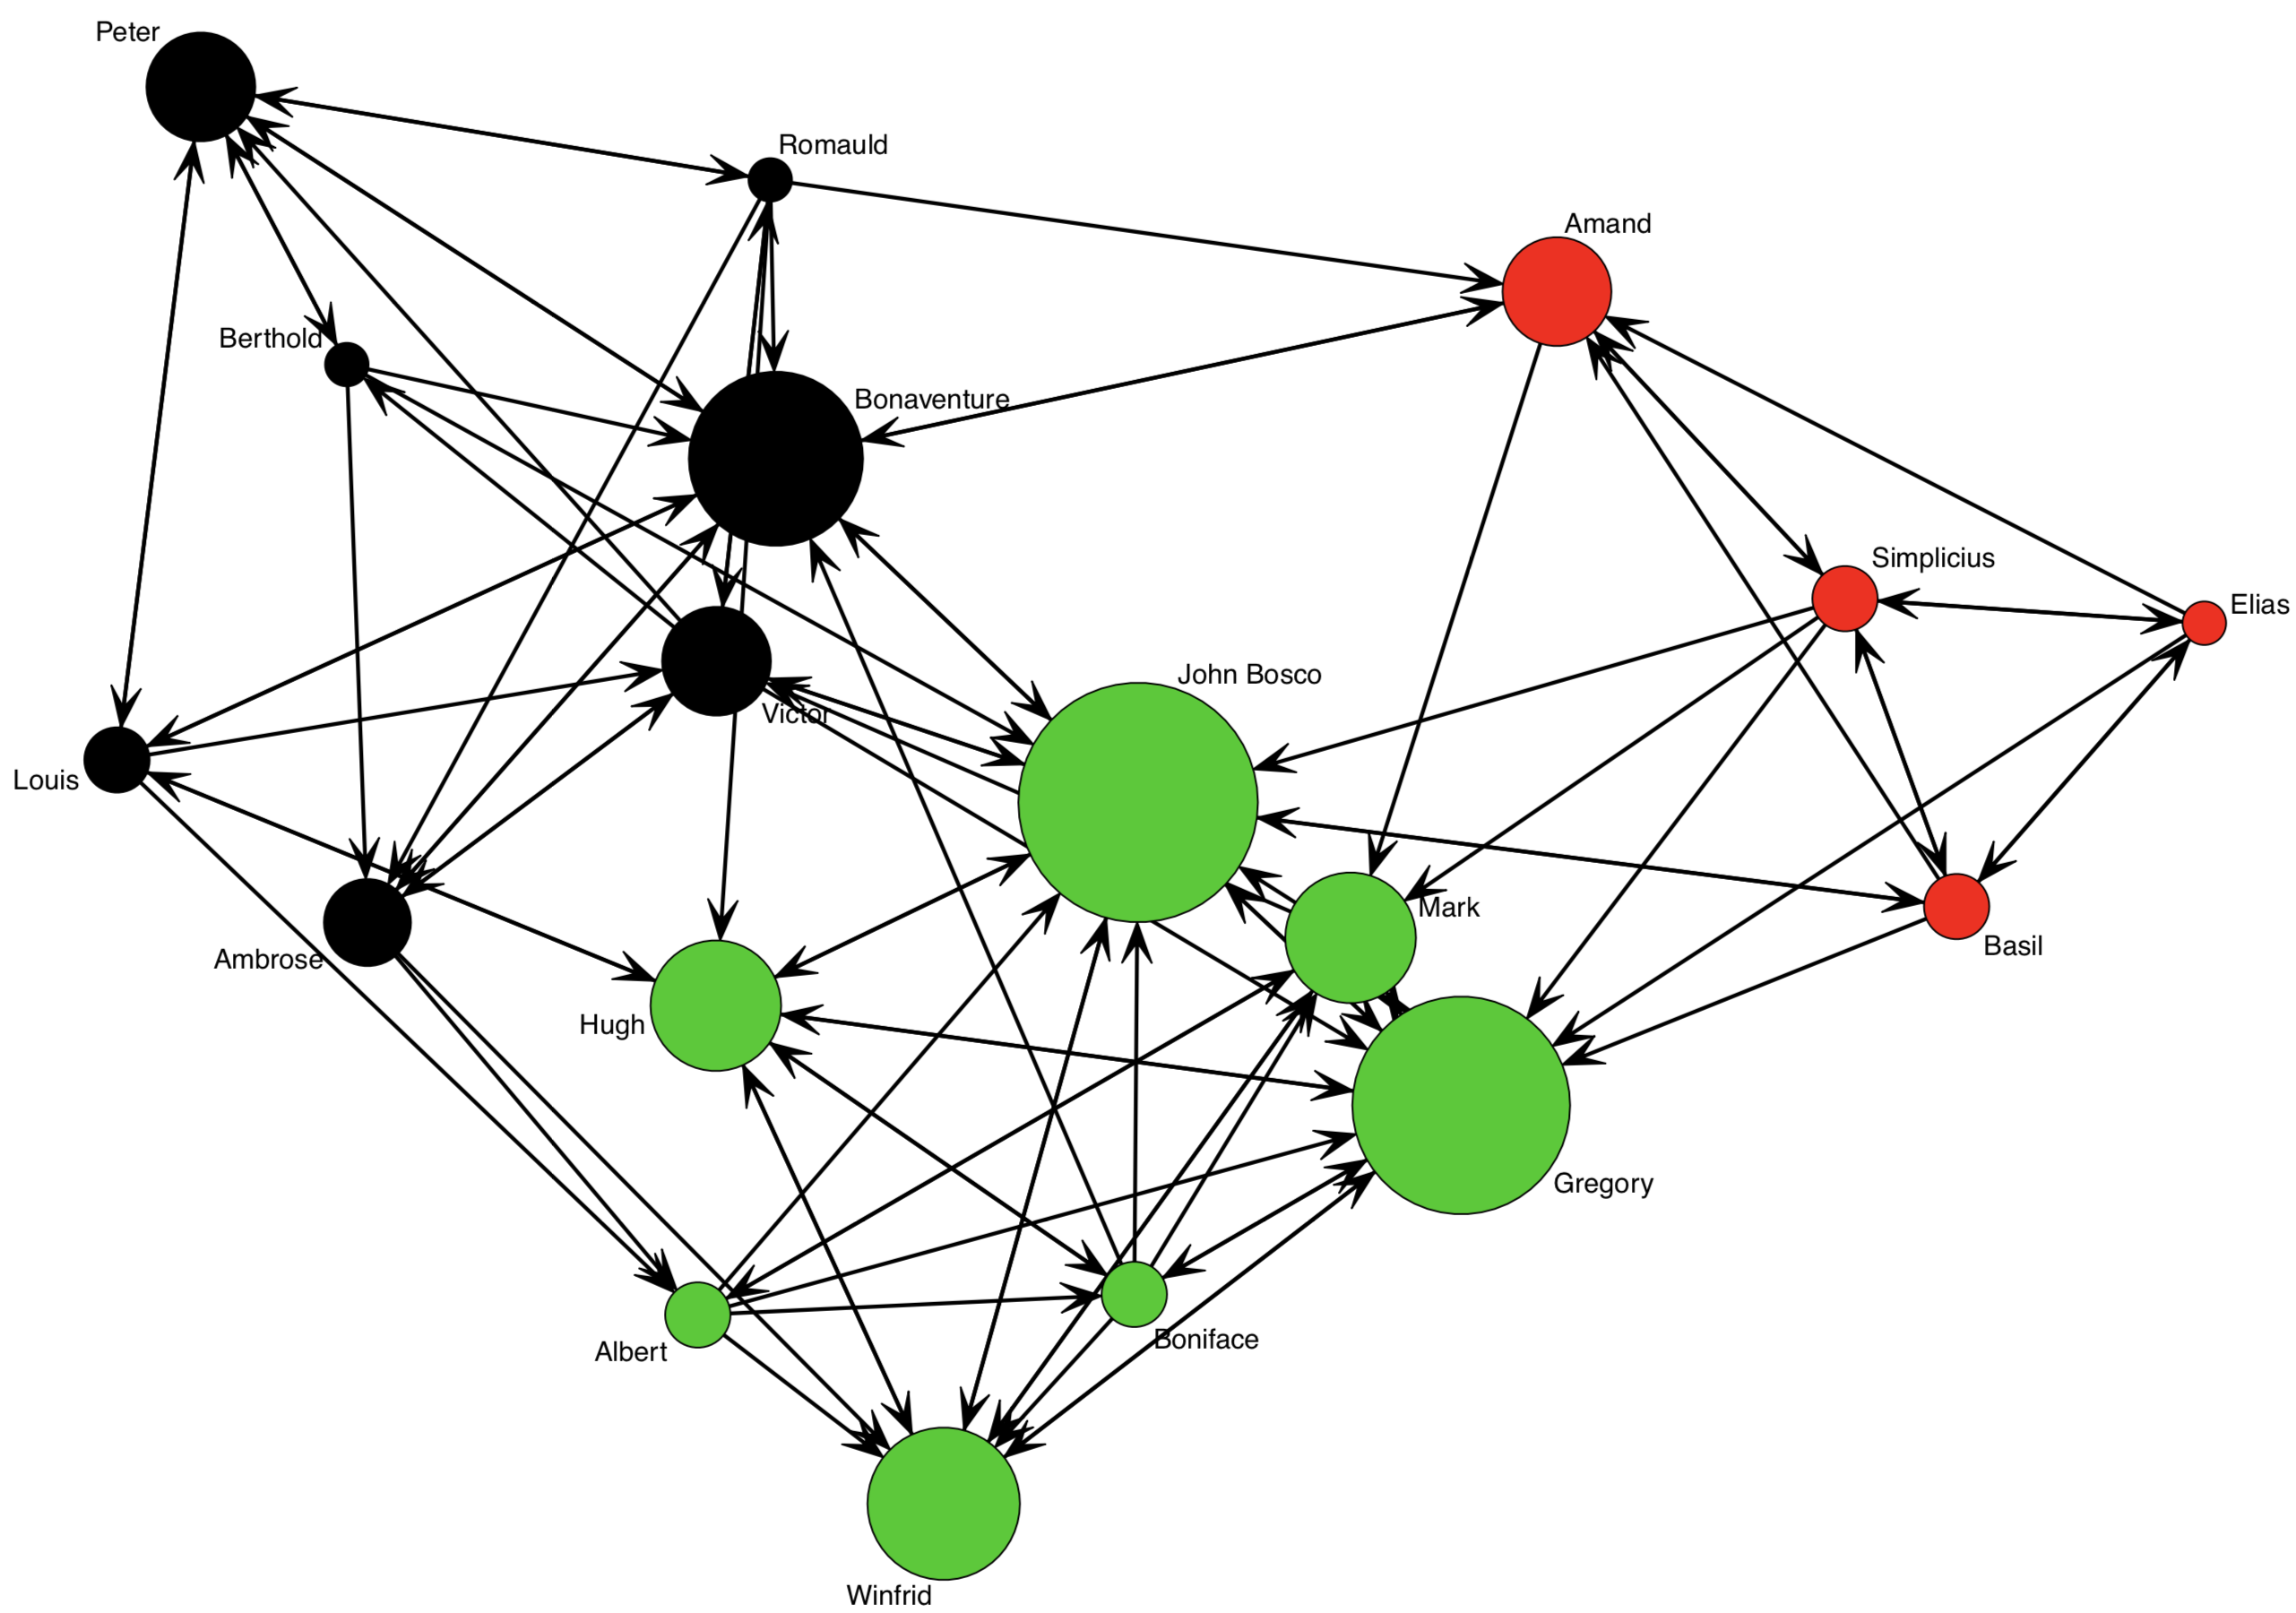 Peter
Romauld
Amand
Berthold
Bonaventure
Simplicius
Elias
John Bosco
Victor
Louis
Mark
Basil
Ambrose
Hugh
Gregory
Boniface
Albert
Winfrid